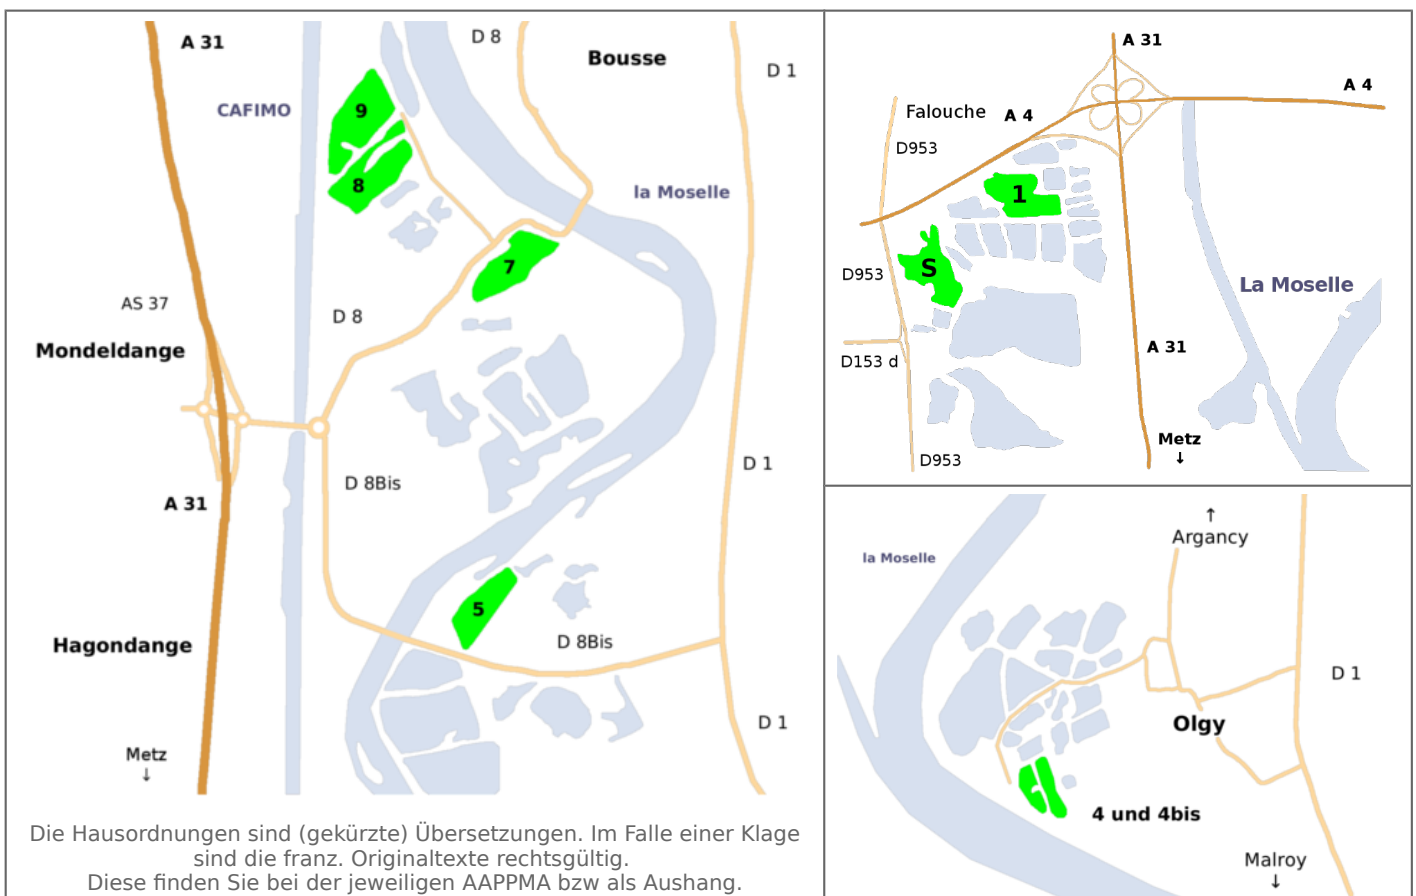 A 31
D 8
Bousse
D 1
CAFIMO
9
8
la Moselle
7
AS 37
D 8
Mondeldange
D 1
D 8Bis
A 31
5
D 8Bis
Hagondange
D 1
Metz
↓
Die Hausordnungen sind (gekürzte) Übersetzungen. Im Falle einer Klage
sind die franz. Originaltexte rechtsgültig.
Diese finden Sie bei der jeweiligen AAPPMA bzw als Aushang.
A 31
A 4
Falouche
A 4
D953
1
S
D953
La Moselle
A 31
D153 d
Metz
↓
D953
↑
Argancy
la Moselle
D 1
Olgy
4 und 4bis
Malroy
↓